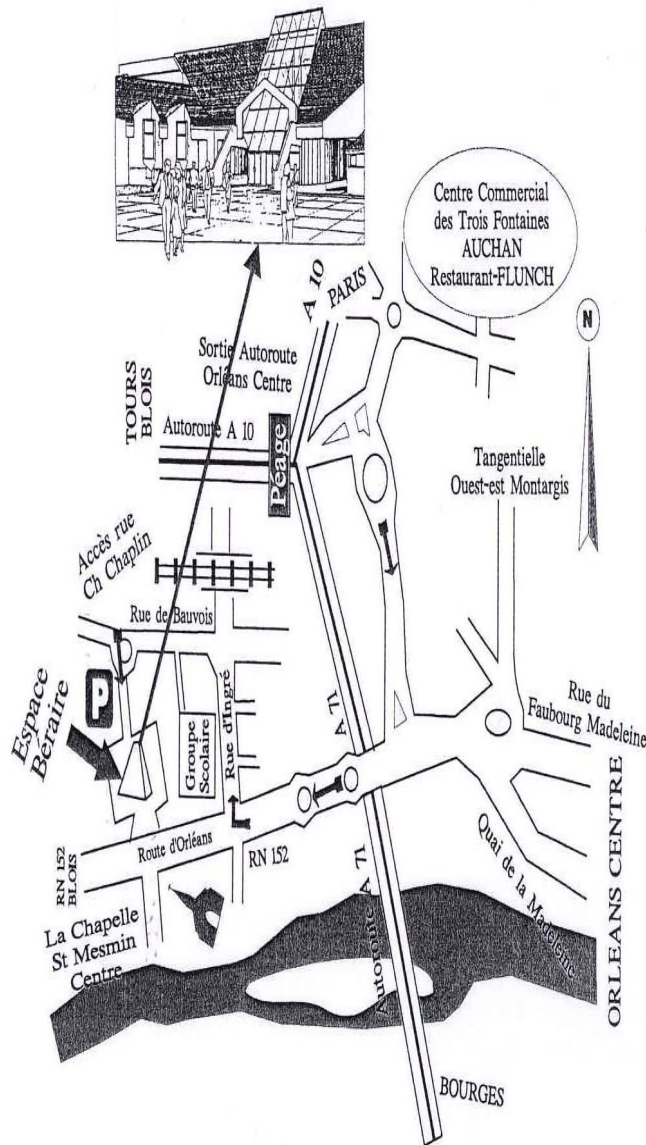 Centre Commercial
des Trois Fontaines
AUCHAN
Restaurant-FLUNCH
A 10
PARIS
N
Sortie Autoroute
Orléans Centre
TOURS
BLOIS
Autoroute A 10
Péage
Tangentielle
Ouest-est Montargis
Accès rue
Ch Chaplin
Rue de Bauvois
Espace
Béraire
P
Groupe
Scolaire
Rue d'Ingré
A 71
Rue du
Faubourg Madeleine
RN 152
BLOIS
Route d'Orléans
RN 152
La Chapelle
St Mesmin
Centre
Autoroute A 71
Quai de la Madeleine
ORLEANS CENTRE
BOURGES